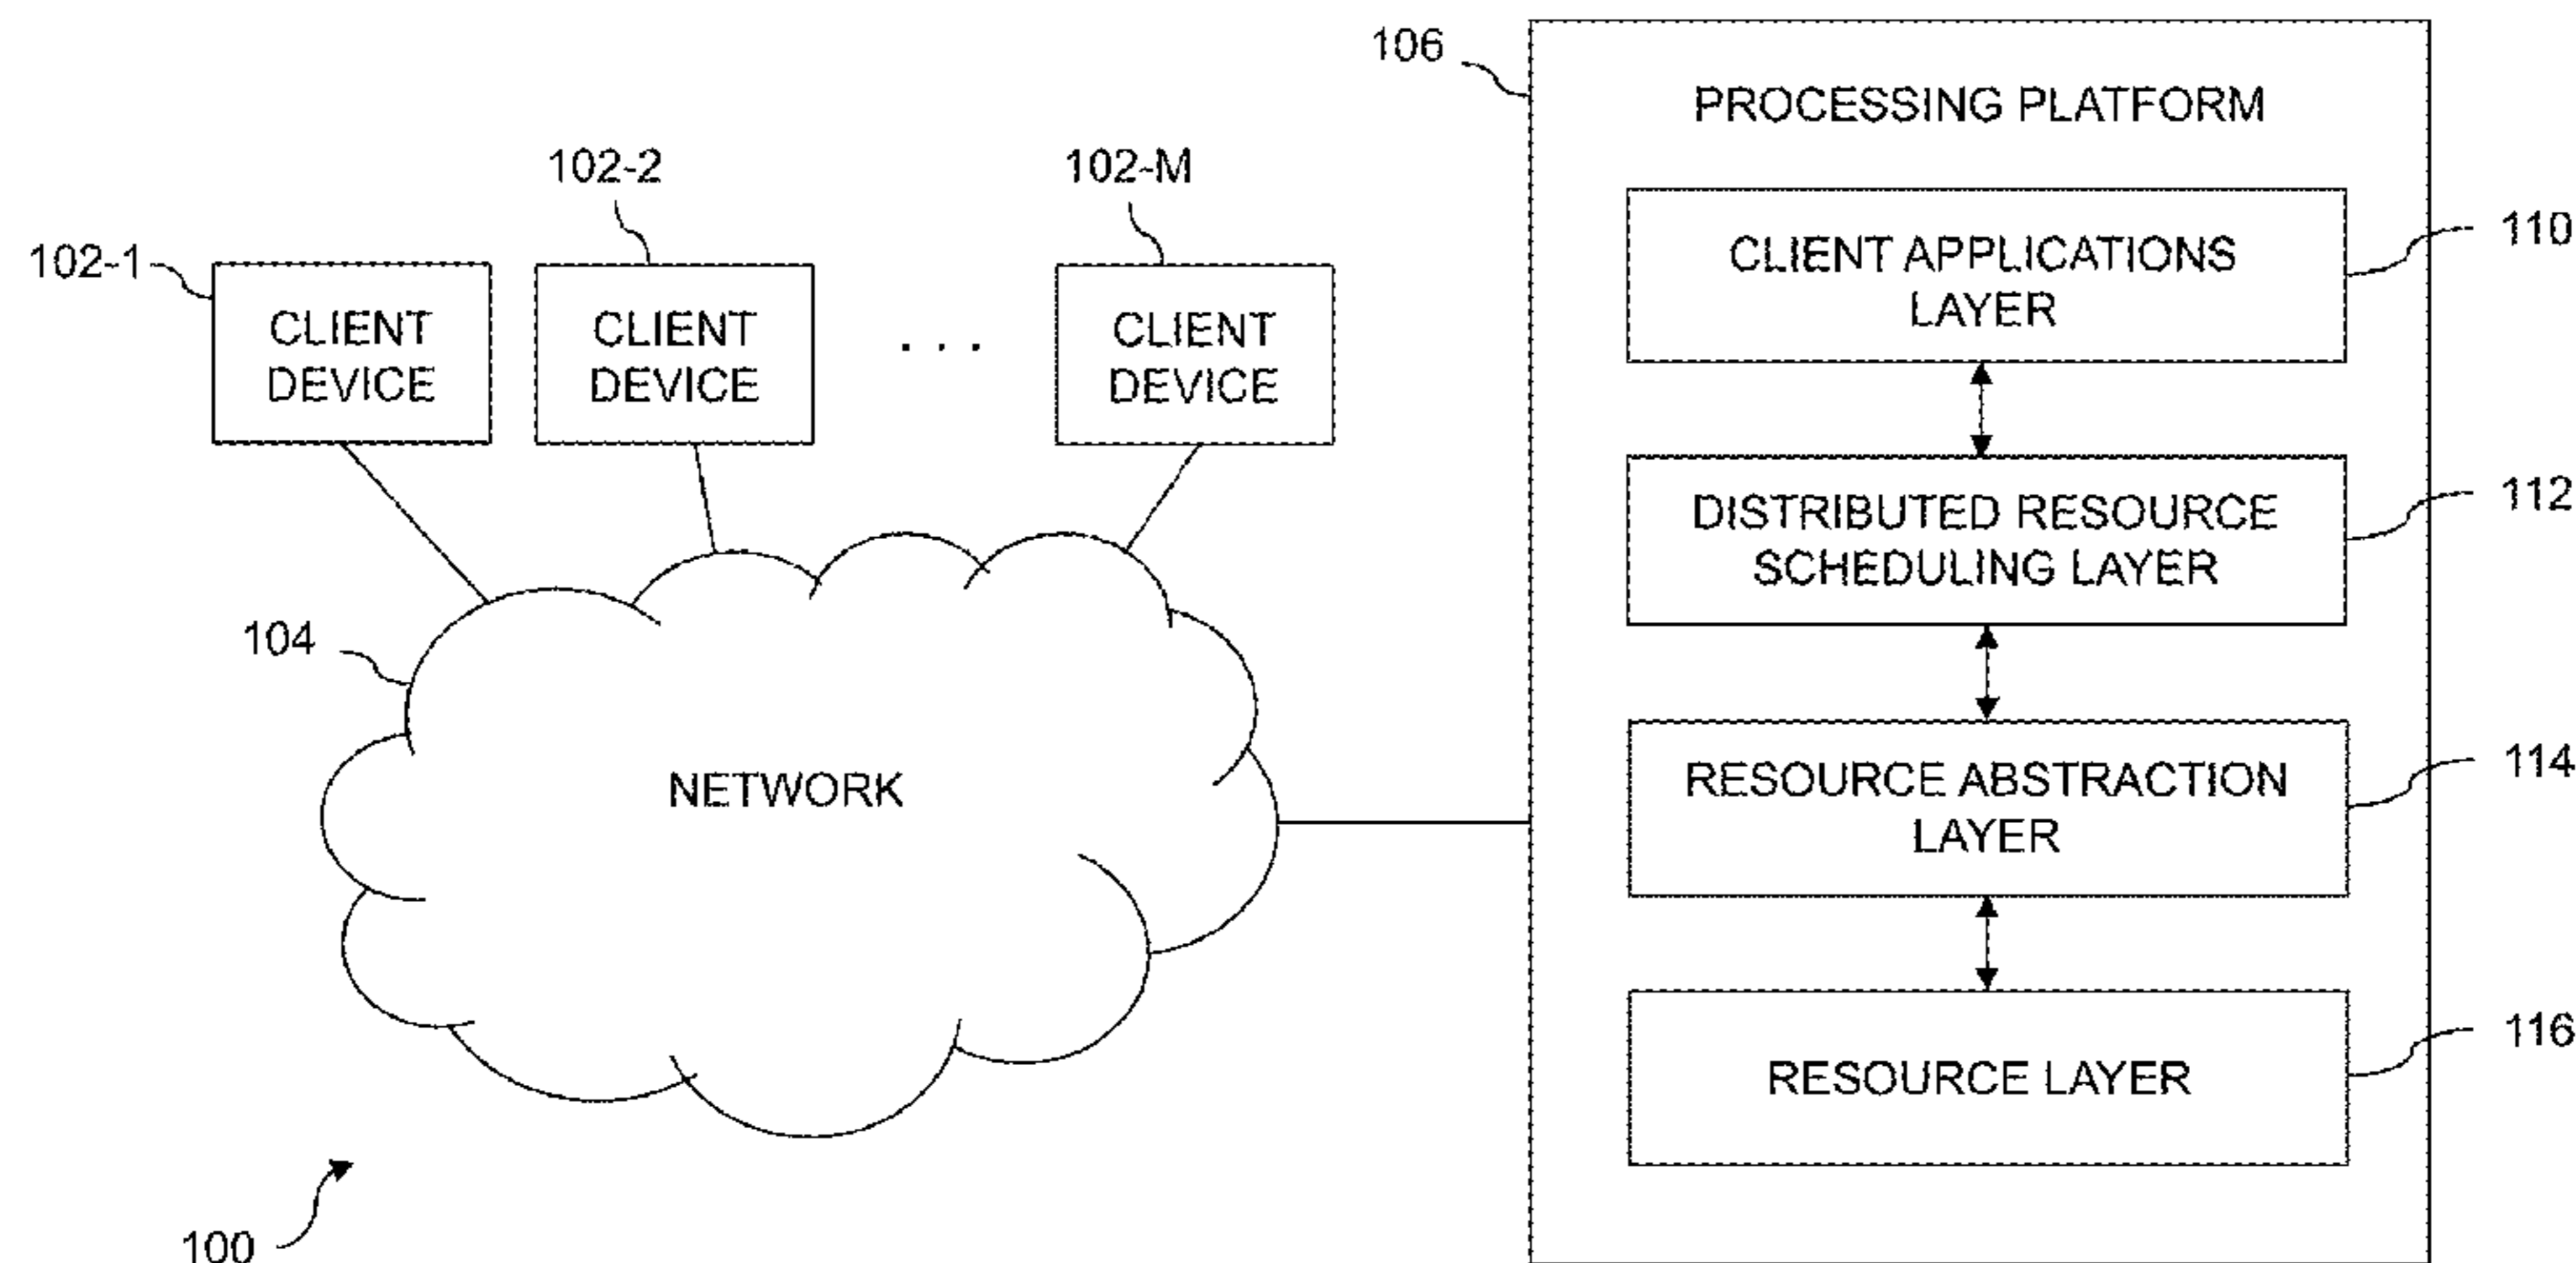 106
PROCESSING PLATFORM
102-1
102-2
102-M
CLIENT
DEVICE
CLIENT
DEVICE
. . .
CLIENT
DEVICE
104
NETWORK
100
CLIENT APPLICATIONS
LAYER
110
DISTRIBUTED RESOURCE
SCHEDULING LAYER
112
RESOURCE ABSTRACTION
LAYER
114
RESOURCE LAYER
116